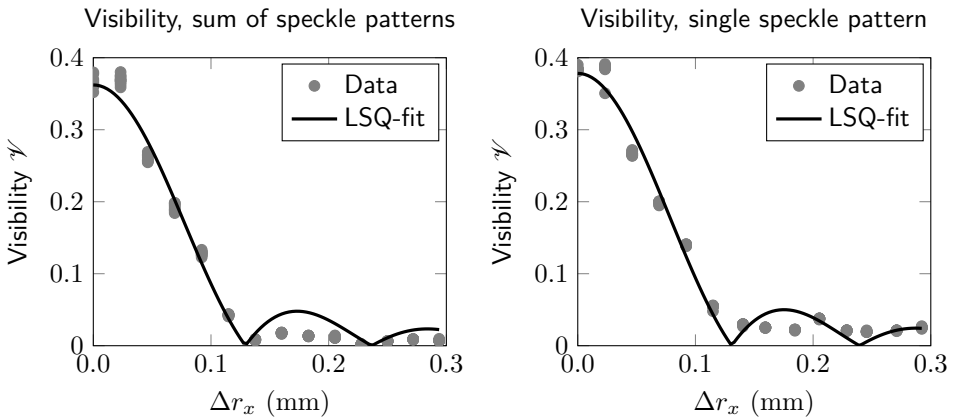 Visibility, sum of speckle patterns
0.4
0.3
0.2
0.1
0
0.0
0.1
0.2
0.3
Visibility 𝒱
Δr_x (mm)
Data
LSQ-fit
Visibility, single speckle pattern
0.4
0.3
0.2
0.1
0
0.0
0.1
0.2
0.3
Visibility 𝒱
Δr_x (mm)
Data
LSQ-fit